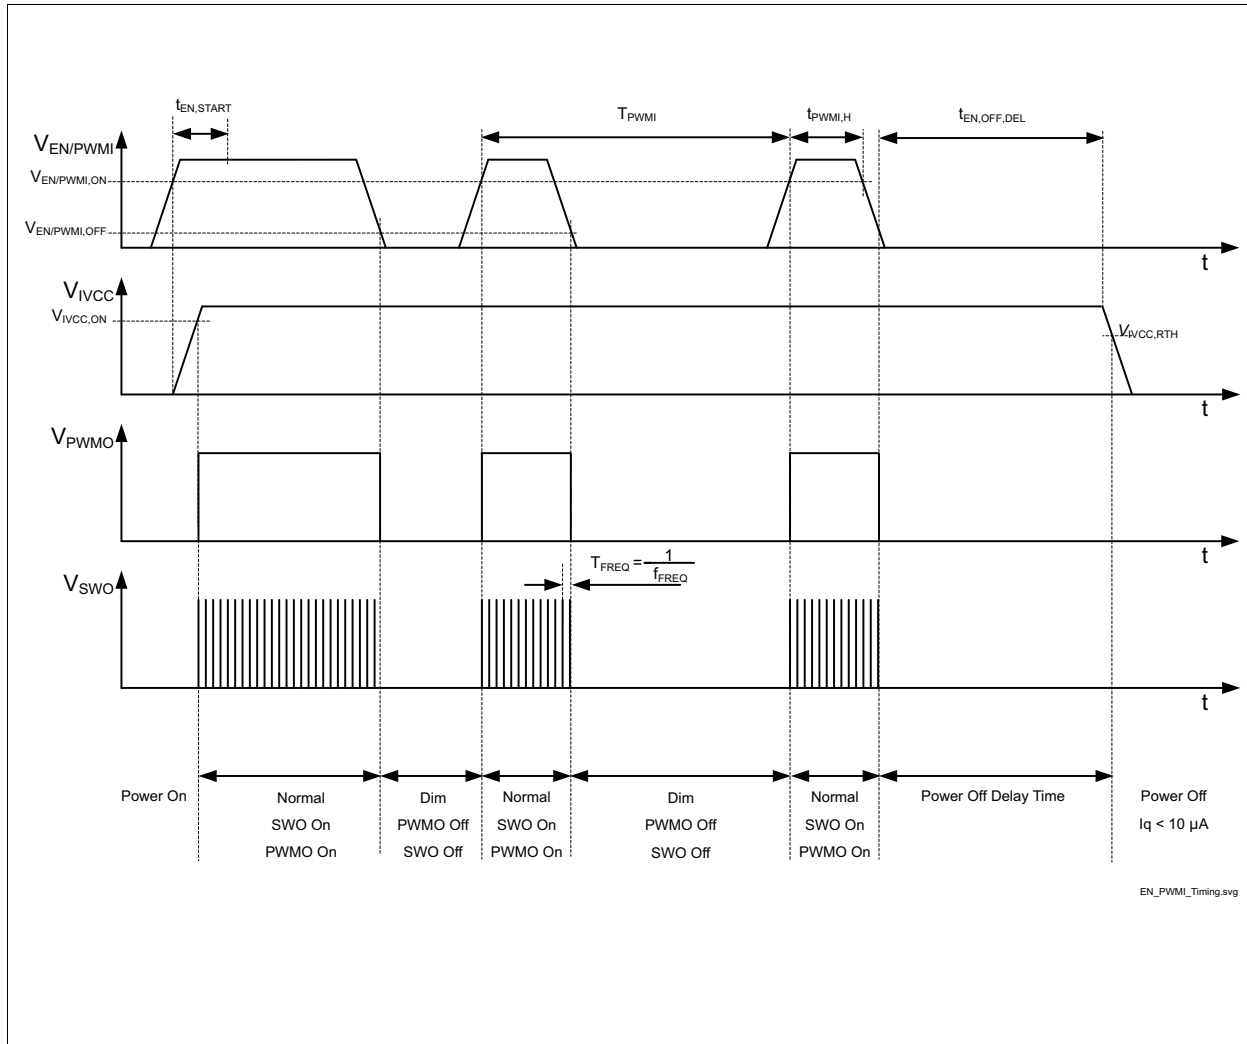 tEN,START
TPWMI
tPWMI,H
tEN,OFF,DEL
VEN/PWMI
VEN/PWMI,ON
VEN/PWMI,OFF
t
VIVCC
VIVCC,ON
VIVCC,RTH
t
VPWMO
t
TFREQ = 1
fFREQ
VSWO
t
Power On
Normal
SWO On
PWMO On
Dim
PWMO Off
SWO Off
Normal
SWO On
PWMO On
Dim
PWMO Off
SWO Off
Normal
SWO On
PWMO On
Power Off Delay Time
Power Off
Iq < 10 µA
EN_PWMI_Timing.svg